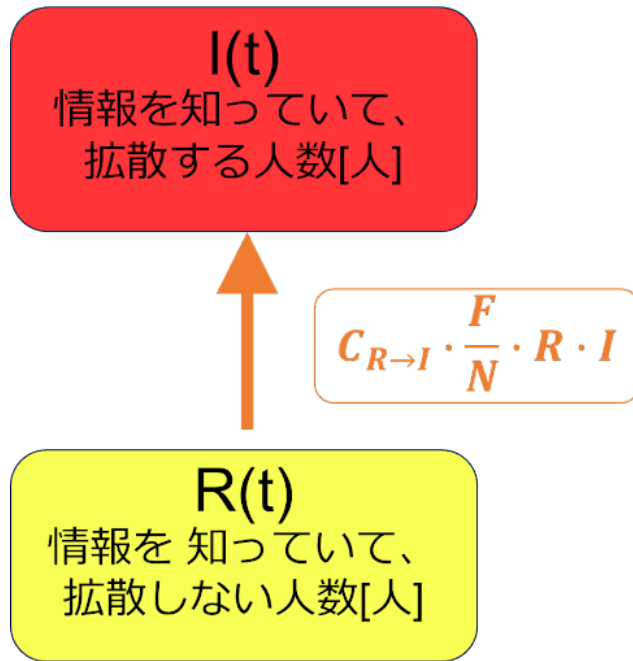 I(t)
情報を知っていて、
拡散する人数[人]
C_{R→I} · \frac{F}{N} · R · I
R(t)
情報を 知っていて、
拡散しない人数[人]